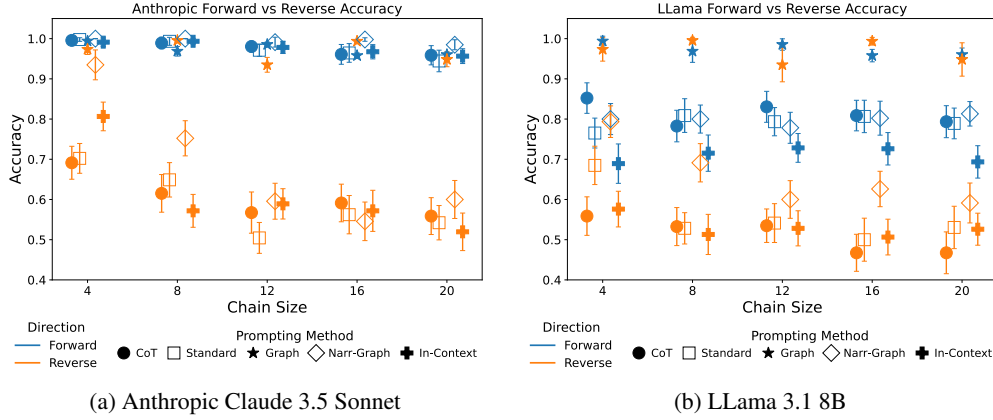 Anthropic Forward vs Reverse Accuracy
1.0
0.9
0.8
0.7
0.6
0.5
0.4
Accuracy
4 8 12 16 20
Chain Size
Direction
Forward
Reverse
Prompting Method
CoT Standard Graph Narr-Graph In-Context
(a) Anthropic Claude 3.5 Sonnet
LLama Forward vs Reverse Accuracy
1.0
0.9
0.8
0.7
0.6
0.5
0.4
Accuracy
4 8 12 16 20
Chain Size
Direction
Forward
Reverse
Prompting Method
CoT Standard Graph Narr-Graph In-Context
(b) LLama 3.1 8B